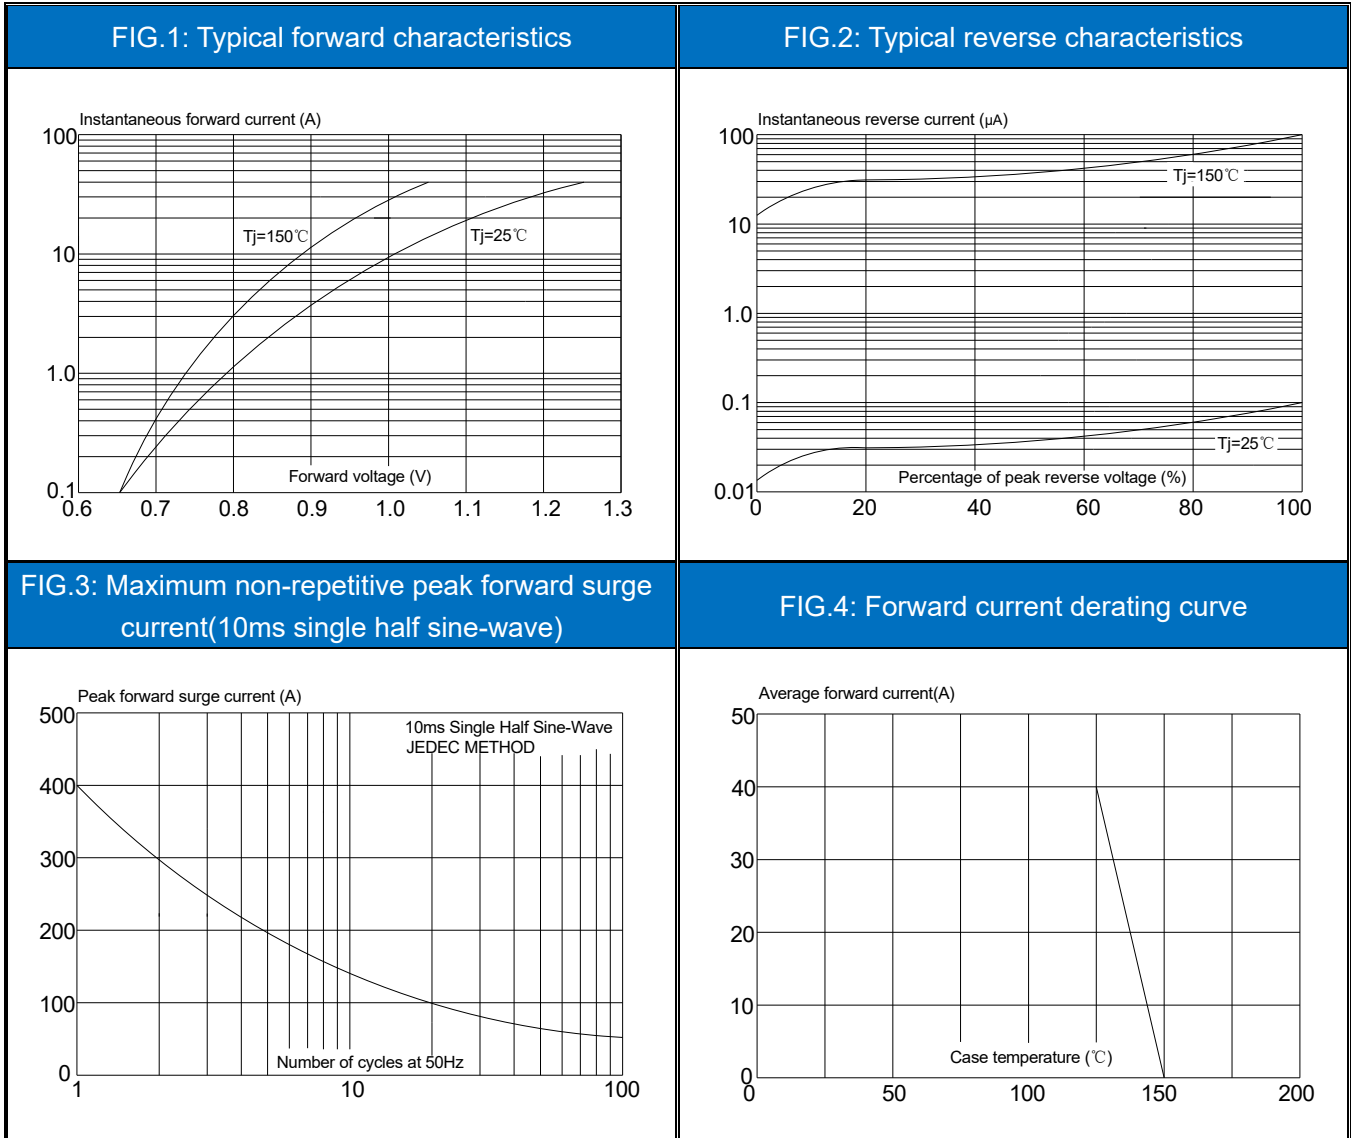 FIG.1: Typical forward characteristics
Instantaneous forward current (A)
100
10
1.0
0.1
Tj=150℃
Tj=25℃
Forward voltage (V)
0.6 0.7 0.8 0.9 1.0 1.1 1.2 1.3
FIG.2: Typical reverse characteristics
Instantaneous reverse current (μA)
100
10
1.0
0.1
0.01
Tj=150℃
Tj=25℃
Percentage of peak reverse voltage (%)
0 20 40 60 80 100
FIG.3: Maximum non-repetitive peak forward surge
current(10ms single half sine-wave)
Peak forward surge current (A)
500
400
300
200
100
0
10ms Single Half Sine-Wave
JEDEC METHOD
Number of cycles at 50Hz
1 10 100
FIG.4: Forward current derating curve
Average forward current(A)
50
40
30
20
10
0
Case temperature (℃)
0 50 100 150 200